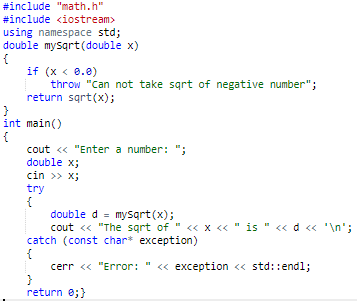 #include "math.h"
#include <iostream>
using namespace std;
double mySqrt(double x)
{
    if (x < 0.0)
        throw "Can not take sqrt of negative number";
    return sqrt(x);
}
int main()
{
    cout << "Enter a number: ";
    double x;
    cin >> x;
    try
    {
        double d = mySqrt(x);
        cout << "The sqrt of " << x << " is " << d << '\n';
    catch (const char* exception)
    {
        cerr << "Error: " << exception << std::endl;
    }
    return 0;}